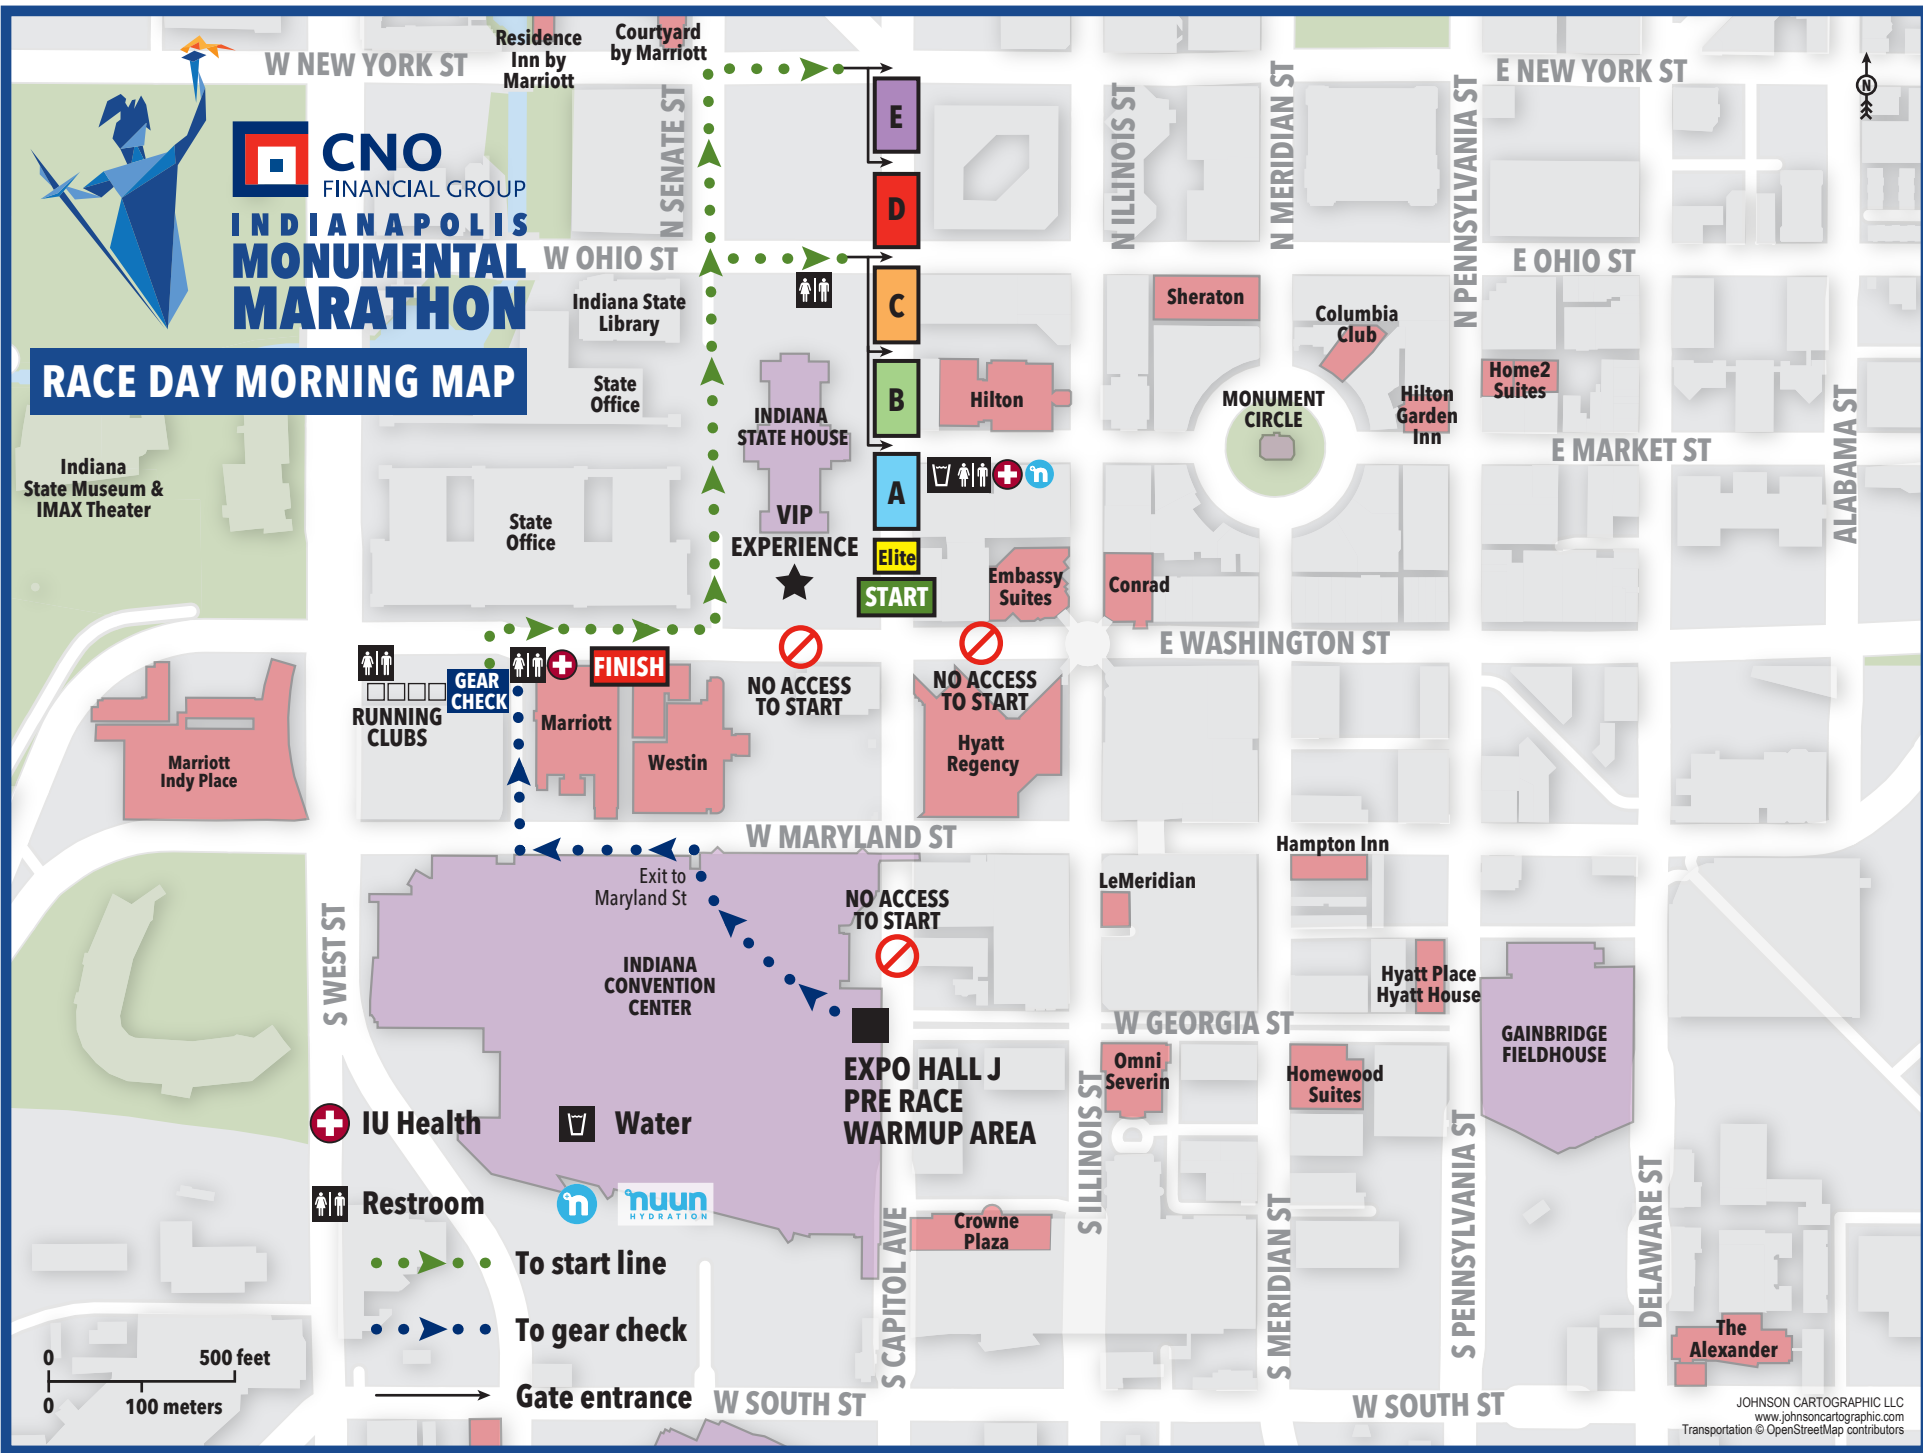 W NEW YORK ST
Residence
Inn by
Marriott
Courtyard
by Marriott
E NEW YORK ST
N
CNO
FINANCIAL GROUP
INDIANAPOLIS
MONUMENTAL
MARATHON
RACE DAY MORNING MAP
N SENATE ST
N ILLINOIS ST
N MERIDIAN ST
N PENNSYLVANIA ST
E
D
C
B
A
Elite
START
W OHIO ST
E OHIO ST
Indiana State
Library
Sheraton
Columbia
Club
State
Office
INDIANA
STATE HOUSE
Hilton
MONUMENT
CIRCLE
Hilton
Garden
Inn
Home2
Suites
ALABAMA ST
E MARKET ST
Indiana
State Museum &
IMAX Theater
State
Office
VIP
EXPERIENCE
n
Embassy
Suites
Conrad
E WASHINGTON ST
FINISH
GEAR
CHECK
RUNNING
CLUBS
NO ACCESS
TO START
NO ACCESS
TO START
Marriott
Indy Place
Marriott
Westin
Hyatt
Regency
W MARYLAND ST
Exit to
Maryland St
NO ACCESS
TO START
Hampton Inn
LeMeridian
S WEST ST
INDIANA
CONVENTION
CENTER
Hyatt Place
Hyatt House
W GEORGIA ST
GAINBRIDGE
FIELDHOUSE
EXPO HALL J
PRE RACE
WARMUP AREA
Omni
Severin
Homewood
Suites
S ILLINOIS ST
S PENNSYLVANIA ST
DELAWARE ST
S MERIDIAN ST
S CAPITOL AVE
Crowne
Plaza
The
Alexander
IU Health
Water
Restroom
n
nuun
HYDRATION
To start line
To gear check
Gate entrance
0
500 feet
0
100 meters
W SOUTH ST
W SOUTH ST
JOHNSON CARTOGRAPHIC LLC
www.johnsoncartographic.com
Transportation © OpenStreetMap contributors